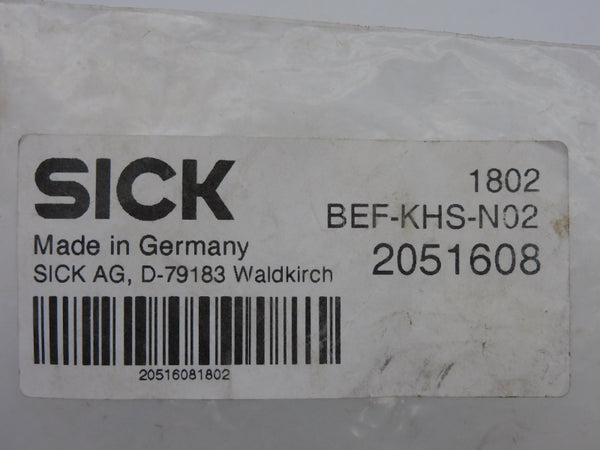 SICK
Made in Germany
SICK AG, D-79183 Waldkirch
20516081802
1802
BEF-KHS-N02
2051608